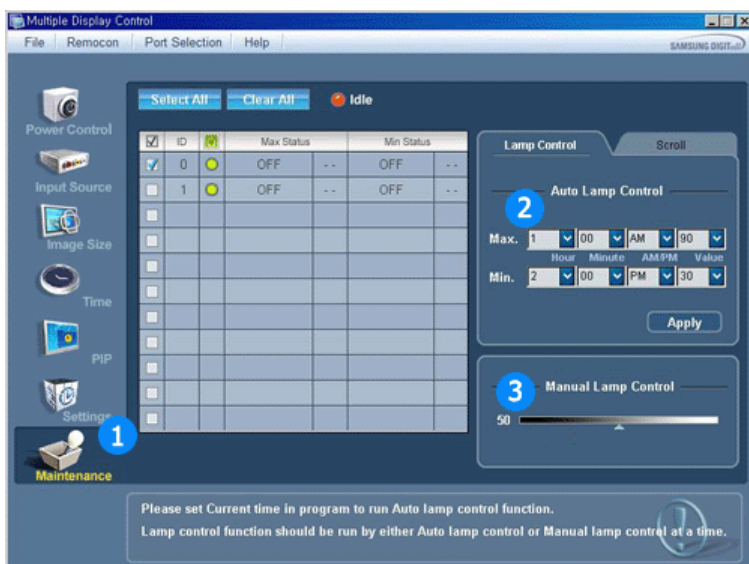 Multiple Display Control
File Remocon Port Selection Help
SAMSUNG DIGIT
Select All Clear All Idle
Power Control
Input Source
Image Size
Time
PIP
Settings
1
Maintenance
ID Max Status Min Status
0 OFF -- OFF --
1 OFF -- OFF --
Lamp Control Scroll
Auto Lamp Control
2
Max. 1 00 AM 90
Hour Minute AM/PM Value
Min. 2 00 PM 30
Apply
3
Manual Lamp Control
50
Please set Current time in program to run Auto lamp control function.
Lamp control function should be run by either Auto lamp control or Manual lamp control at a time.